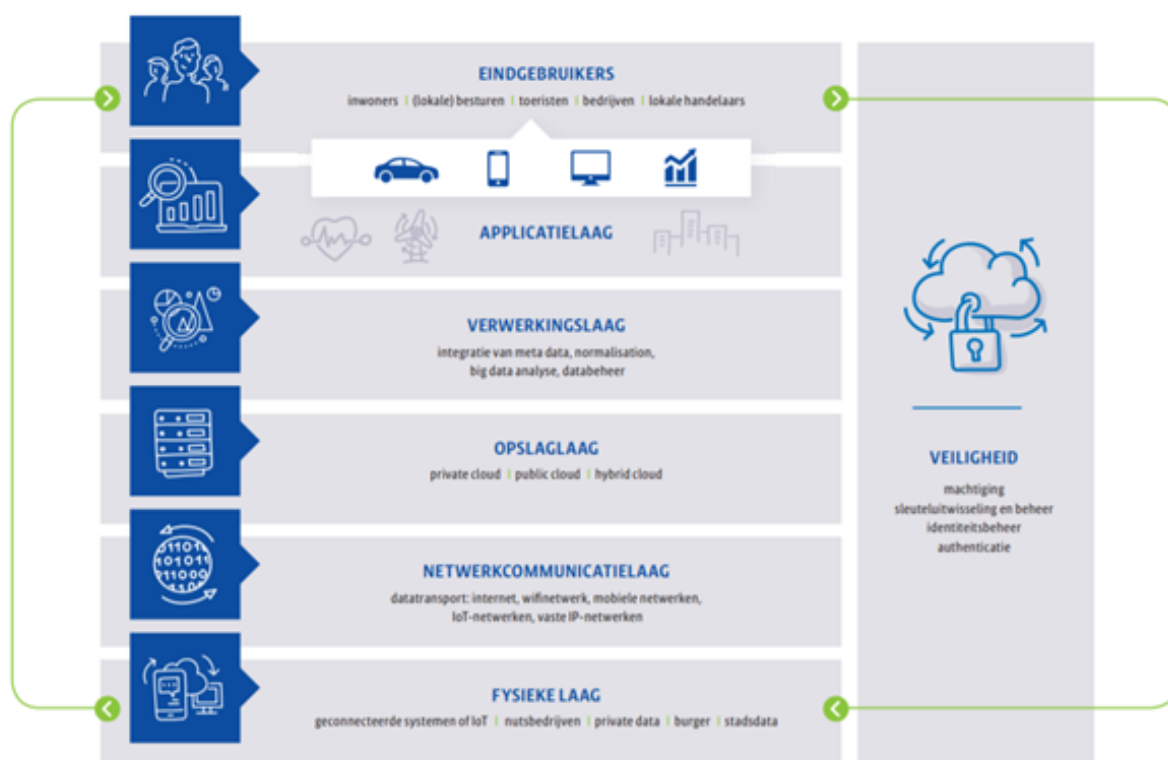 EINDGEBRUIKERS
inwoners | (lokale) besturen | toeristen | bedrijven | lokale handelaars
APPLICATIELAAG
VERWERKINGSLAAG
integratie van meta data, normalisation,
big data analyse, databeheer
OPSLAGLAAG
private cloud | public cloud | hybrid cloud
NETWERKCOMMUNICATIELAAG
datatransport: internet, wifinetwerk, mobiele netwerken,
IoT-netwerken, vaste IP-netwerken
FYSIEKE LAAG
geconnecteerde systemen of IoT | nutsbedrijven | private data | burger | stadsdata
VEILIGHEID
machtiging
sleuteluitwisseling en beheer
identiteitsbeheer
authenticatie